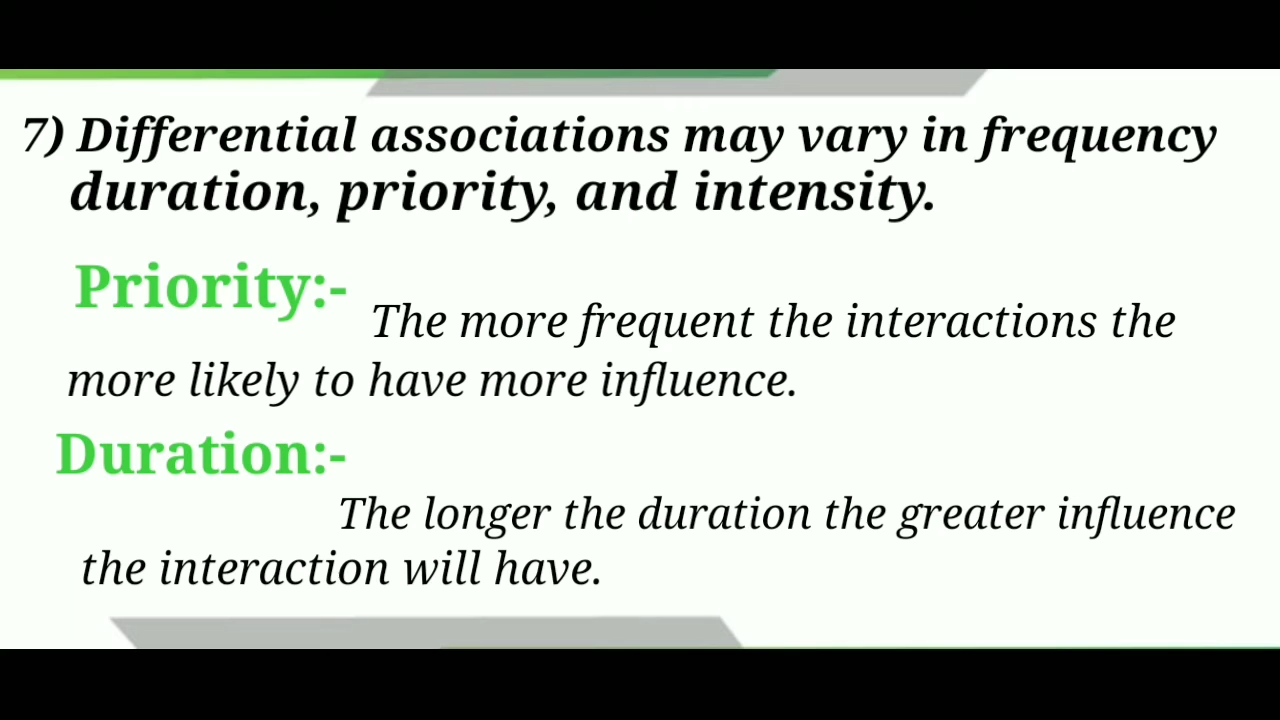 7) Differential associations may vary in frequency
duration, priority, and intensity.
Priority:-
The more frequent the interactions the
more likely to have more influence.
Duration:-
The longer the duration the greater influence
the interaction will have.